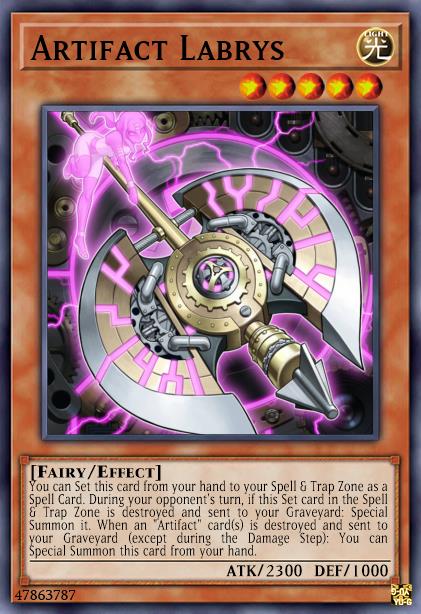 ARTIFACT LABRYS
LIGHT
光
[FAIRY/EFFECT]
You can Set this card from your hand to your Spell & Trap Zone as a
Spell Card. During your opponent's turn, if this Set card in the Spell
& Trap Zone is destroyed and sent to your Graveyard: Special
Summon it. When an "Artifact" card(s) is destroyed and sent to
your Graveyard (except during the Damage Step): You can
Special Summon this card from your hand.
ATK/2300 DEF/1000
47863787